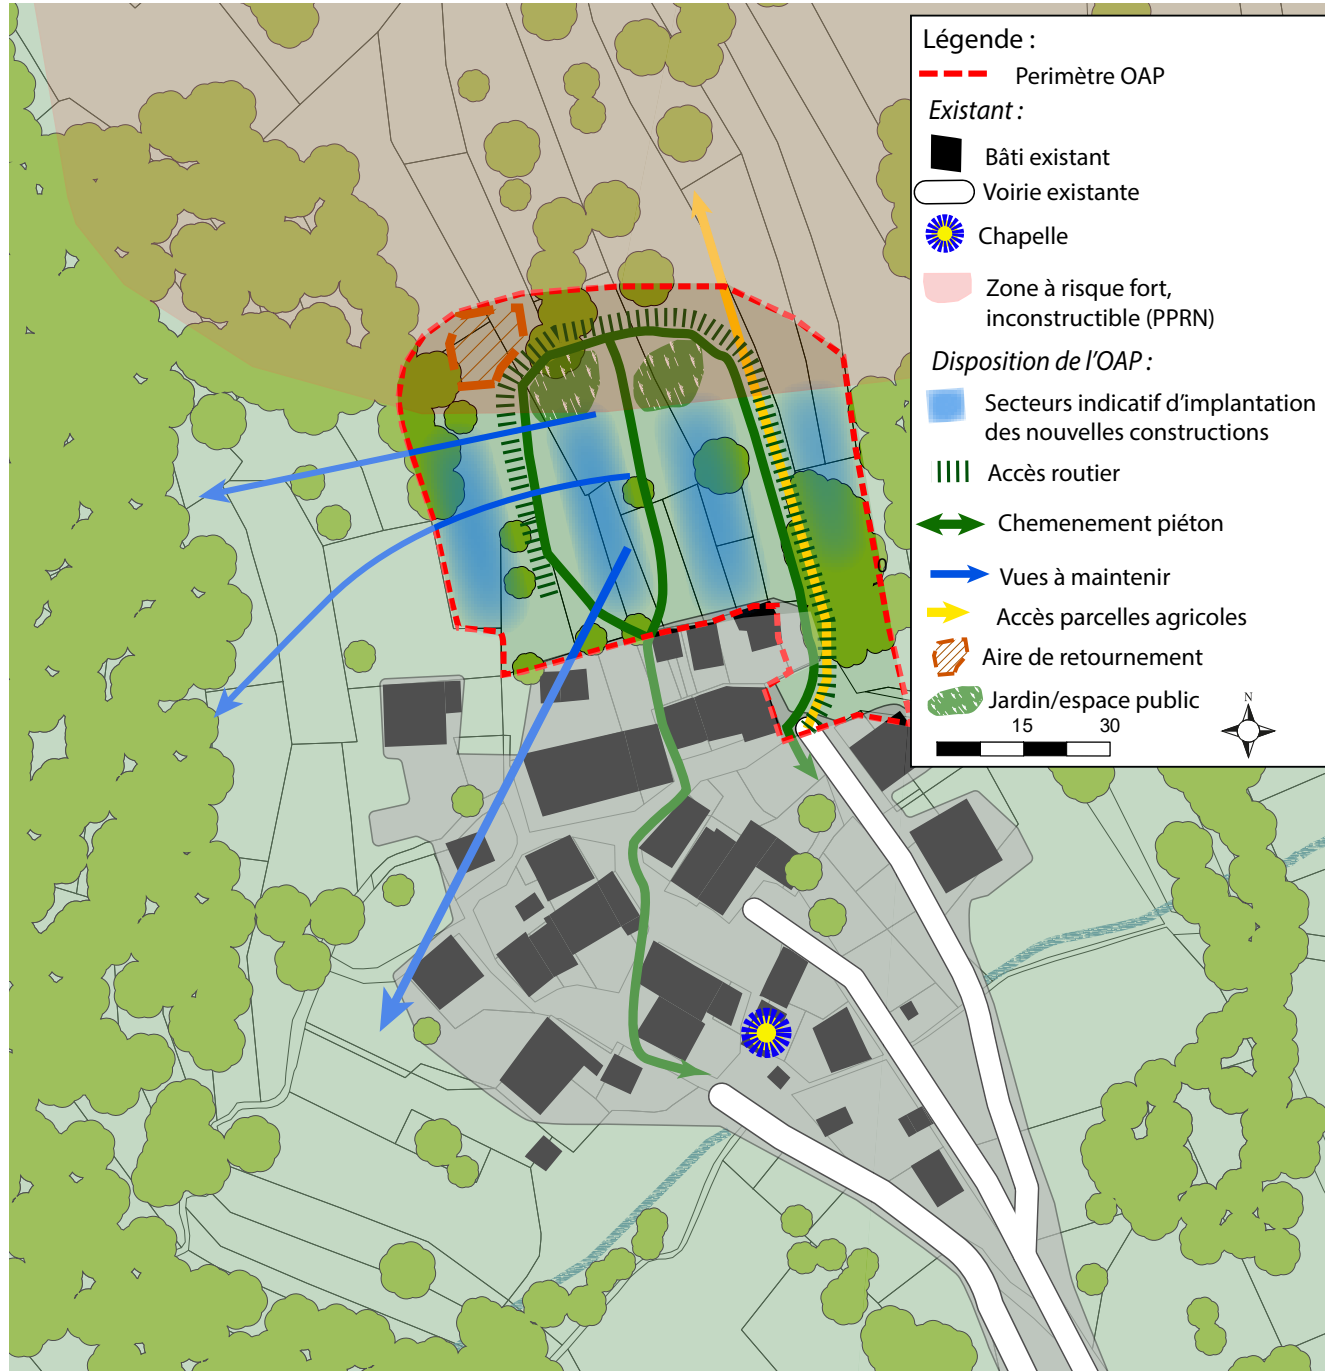 Légende :
Perimètre OAP
Existant :
Bâti existant
Voirie existante
Chapelle
Zone à risque fort,
inconstructible (PPRN)
Disposition de l'OAP :
Secteurs indicatif d'implantation
des nouvelles constructions
Accès routier
Chemenement piéton
Vues à maintenir
Accès parcelles agricoles
Aire de retournement
Jardin/espace public
15 30
N